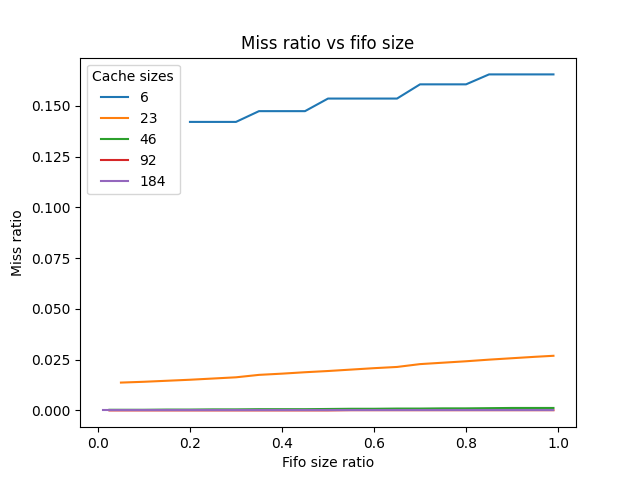 Miss ratio vs fifo size
Cache sizes
6
23
46
92
184
0.150
0.125
0.100
0.075
0.050
0.025
0.000
Miss ratio
0.0 0.2 0.4 0.6 0.8 1.0
Fifo size ratio